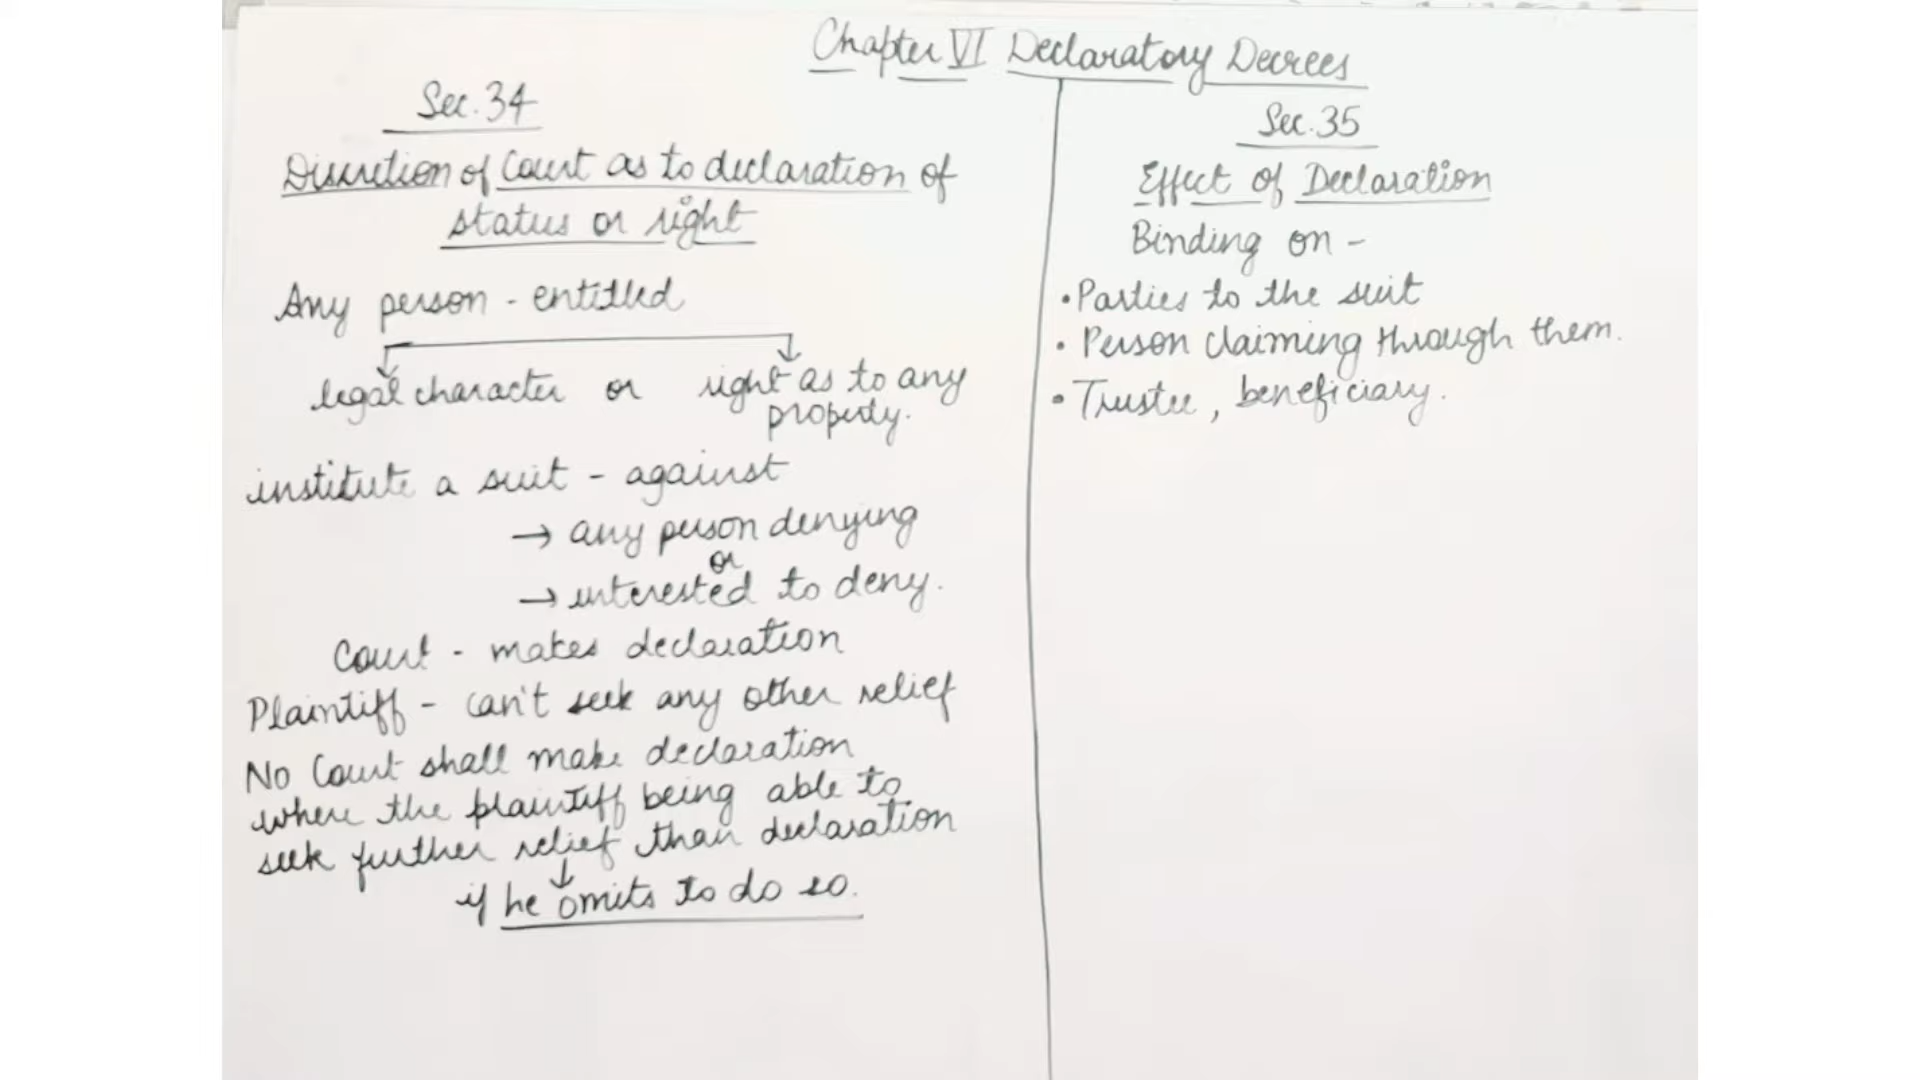 Chapter VI Declaratory Decrees
Sec. 34
Discretion of Court as to declaration of
status or right
Any person - entitled
legal character or right as to any
property.
institute a suit - against
→ any person denying
or
→ interested to deny.
Court - makes declaration
Plaintiff - can't seek any other relief
No Court shall make declaration
where the plaintiff being able to
seek further relief than declaration
↓
if he omits to do so.
Sec. 35
Effect of Declaration
Binding on -
• Parties to the suit
• Person claiming through them.
• Trustee, beneficiary.